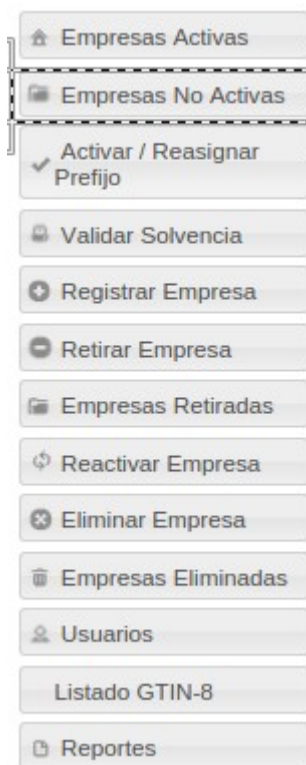 Empresas Activas
Empresas No Activas
Activar / Reasignar
Prefijo
Validar Solvencia
Registrar Empresa
Retirar Empresa
Empresas Retiradas
Reactivar Empresa
Eliminar Empresa
Empresas Eliminadas
Usuarios
Listado GTIN-8
Reportes